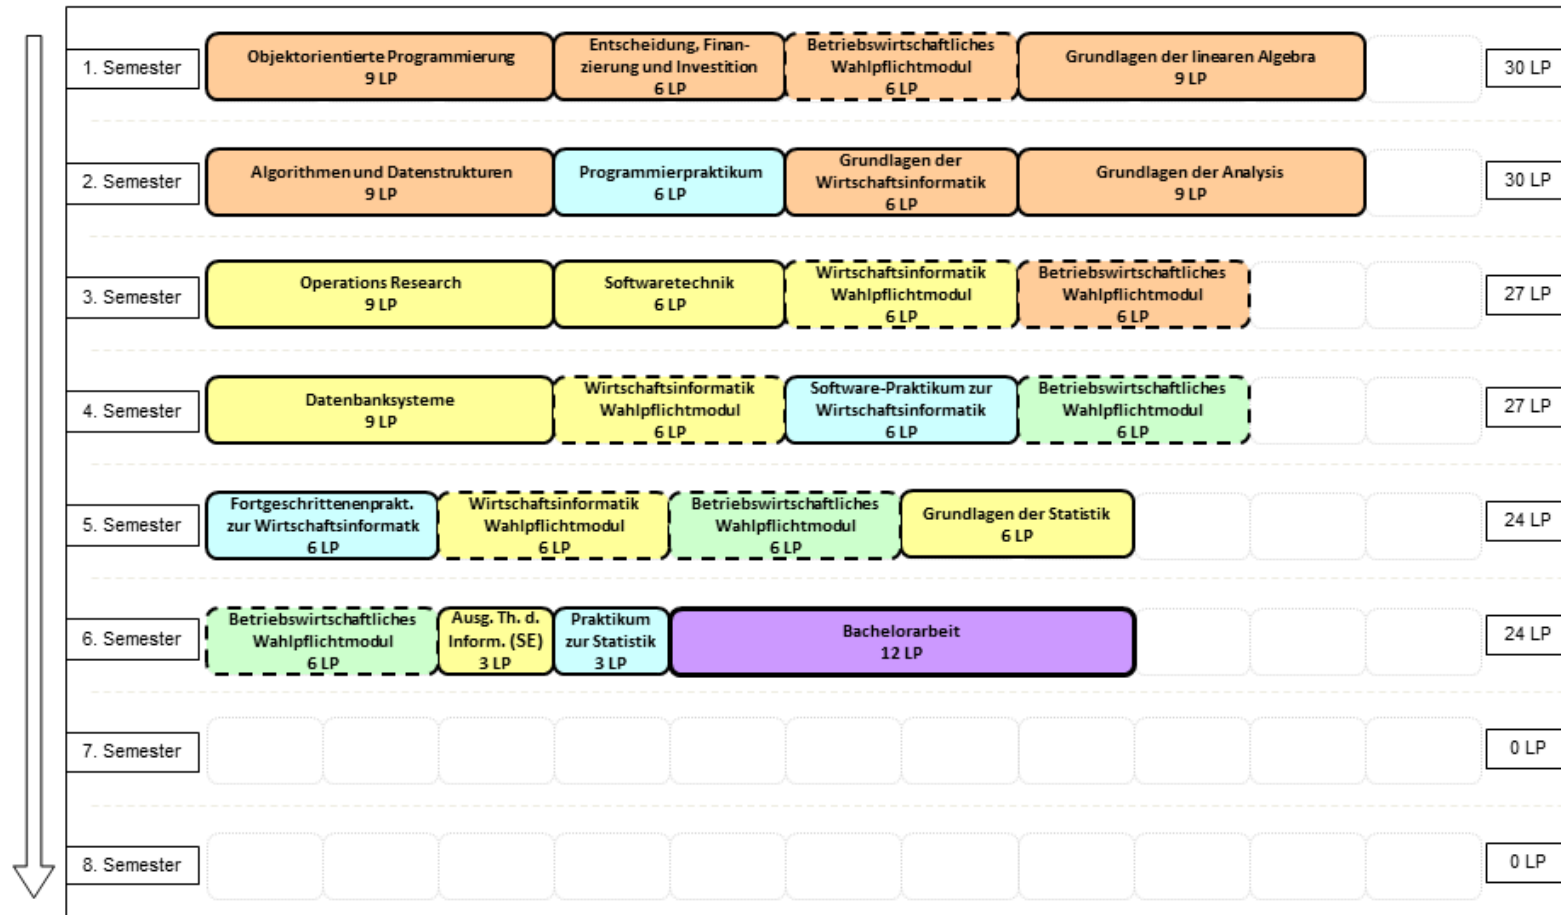 1. Semester
Objektorientierte Programmierung
9 LP
Entscheidung, Finan-
zierung und Investition
6 LP
Betriebswirtschaftliches
Wahlpflichtmodul
6 LP
Grundlagen der linearen Algebra
9 LP
30 LP
2. Semester
Algorithmen und Datenstrukturen
9 LP
Programmierpraktikum
6 LP
Grundlagen der
Wirtschaftsinformatik
6 LP
Grundlagen der Analysis
9 LP
30 LP
3. Semester
Operations Research
9 LP
Softwaretechnik
6 LP
Wirtschaftsinformatik
Wahlpflichtmodul
6 LP
Betriebswirtschaftliches
Wahlpflichtmodul
6 LP
27 LP
4. Semester
Datenbanksysteme
9 LP
Wirtschaftsinformatik
Wahlpflichtmodul
6 LP
Software-Praktikum zur
Wirtschaftsinformatik
6 LP
Betriebswirtschaftliches
Wahlpflichtmodul
6 LP
27 LP
5. Semester
Fortgeschrittenenprakt.
zur Wirtschaftsinformatk
6 LP
Wirtschaftsinformatik
Wahlpflichtmodul
6 LP
Betriebswirtschaftliches
Wahlpflichtmodul
6 LP
Grundlagen der Statistik
6 LP
24 LP
6. Semester
Betriebswirtschaftliches
Wahlpflichtmodul
6 LP
Ausg. Th. d.
Inform. (SE)
3 LP
Praktikum
zur Statistik
3 LP
Bachelorarbeit
12 LP
24 LP
7. Semester
0 LP
8. Semester
0 LP